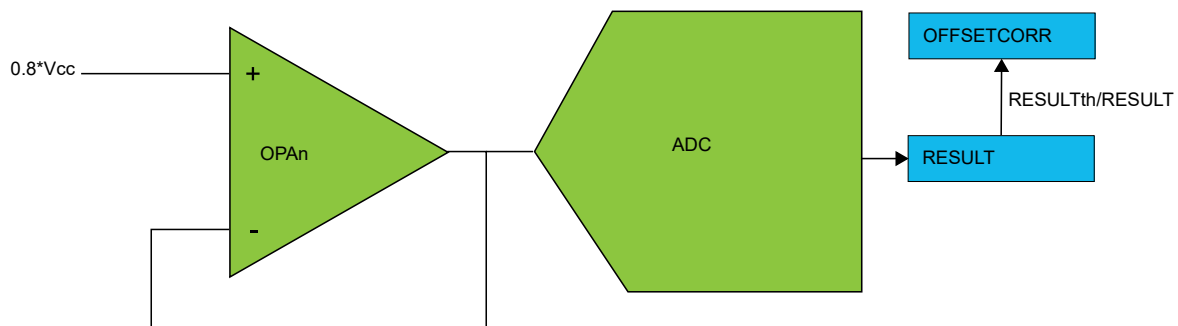 0.8*Vcc
+
OPAn
-
ADC
OFFSETCORR
RESULTth/RESULT
RESULT